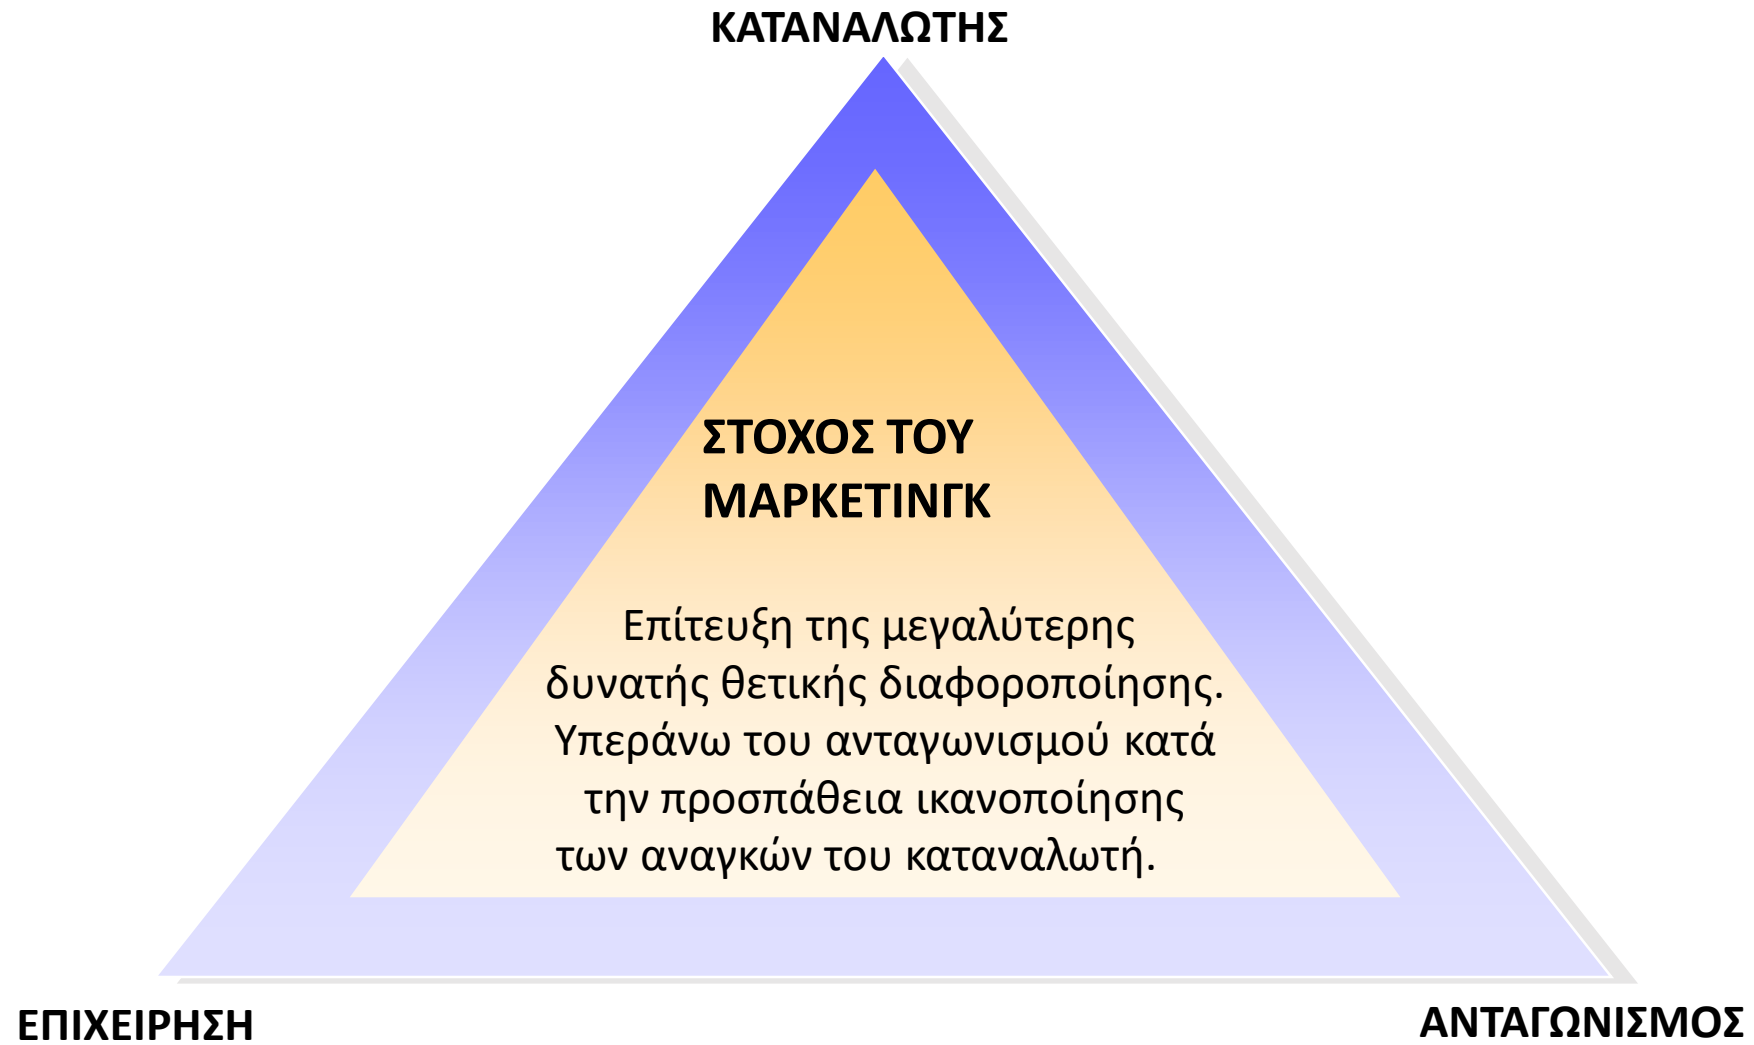 ΚΑΤΑΝΑΛΩΤΗΣ
ΣΤΟΧΟΣ ΤΟΥ
ΜΑΡΚΕΤΙΝΓΚ
Επίτευξη της μεγαλύτερης
δυνατής θετικής διαφοροποίησης.
Υπεράνω του ανταγωνισμού κατά
την προσπάθεια ικανοποίησης
των αναγκών του καταναλωτή.
ΕΠΙΧΕΙΡΗΣΗ
ΑΝΤΑΓΩΝΙΣΜΟΣ